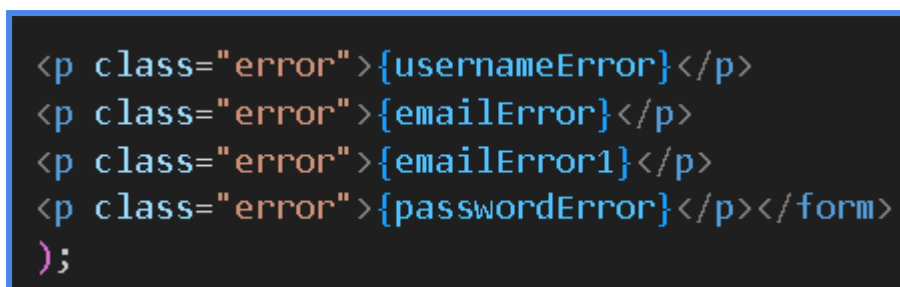 <p class="error">{usernameError}</p>
<p class="error">{emailError}</p>
<p class="error">{emailError1}</p>
<p class="error">{passwordError}</p></form>
);